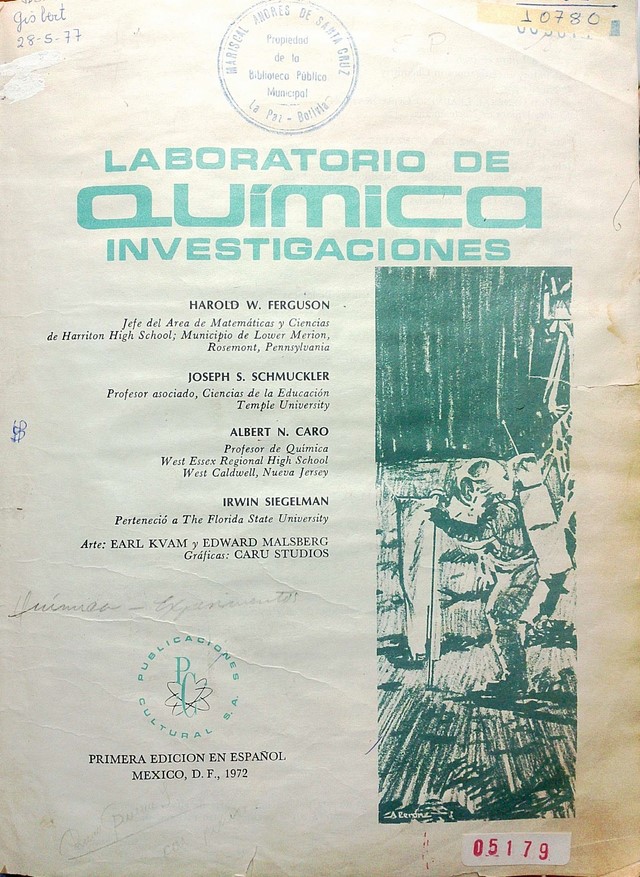 Gisbert
28-5-77
MARISCAL ANDRES DE SANTA CRUZ
Propiedad
de la
Biblioteca Público
Municipal
La Paz - Bolivia
10780
LABORATORIO DE
QUÍMICA
INVESTIGACIONES
HAROLD W. FERGUSON
Jefe del Area de Matemáticas y Ciencias
de Harriton High School; Municipio de Lower Merion,
Rosemont, Pennsylvania
JOSEPH S. SCHMUCKLER
Profesor asociado, Ciencias de la Educación
Temple University
ALBERT N. CARO
Profesor de Química
West Essex Regional High School
West Caldwell, Nueva Jersey
IRWIN SIEGELMAN
Perteneció a The Florida State University
Arte: EARL KVAM y EDWARD MALSBERG
Gráficas: CARU STUDIOS
Química - Experimentos
PUBLICACIONES
PC
CULTURAL S.A.
PRIMERA EDICION EN ESPAÑOL
MEXICO, D. F., 1972
05179